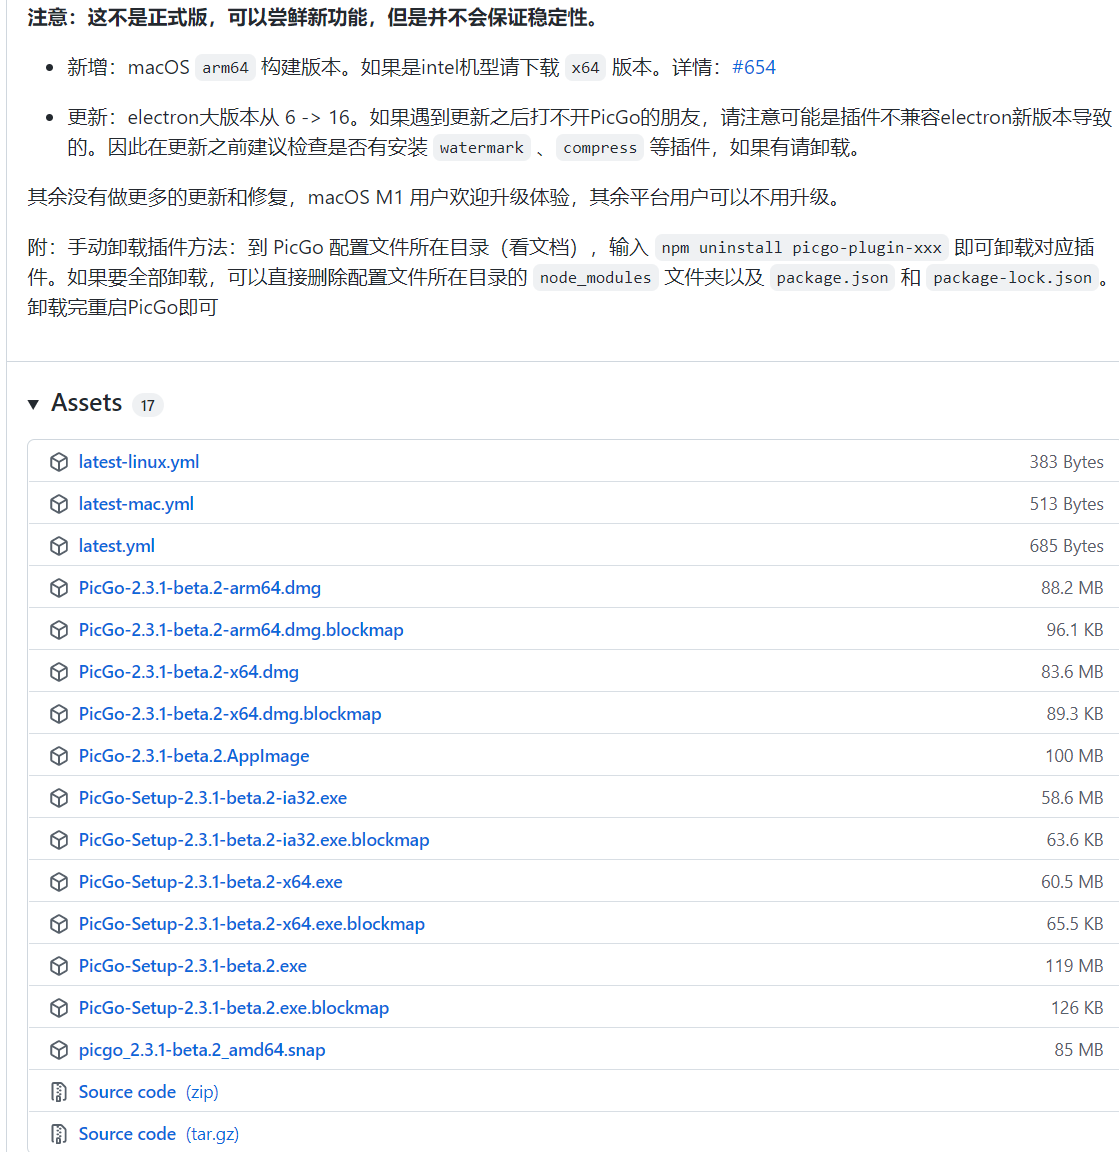 注意：这不是正式版，可以尝鲜新功能，但是并不会保证稳定性。
新增：macOS arm64 构建版本。如果是intel机型请下载 x64 版本。详情：#654
更新：electron大版本从 6 -> 16。如果遇到更新之后打不开PicGo的朋友，请注意可能是插件不兼容electron新版本导致
的。因此在更新之前建议检查是否有安装 watermark 、 compress 等插件，如果有请卸载。
其余没有做更多的更新和修复，macOS M1 用户欢迎升级体验，其余平台用户可以不用升级。
附：手动卸载插件方法：到 PicGo 配置文件所在目录（看文档），输入 npm uninstall picgo-plugin-xxx 即可卸载对应插
件。如果要全部卸载，可以直接删除配置文件所在目录的 node_modules 文件夹以及 package.json 和 package-lock.json 。
卸载完重启PicGo即可
Assets 17
latest-linux.yml 383 Bytes
latest-mac.yml 513 Bytes
latest.yml 685 Bytes
PicGo-2.3.1-beta.2-arm64.dmg 88.2 MB
PicGo-2.3.1-beta.2-arm64.dmg.blockmap 96.1 KB
PicGo-2.3.1-beta.2-x64.dmg 83.6 MB
PicGo-2.3.1-beta.2-x64.dmg.blockmap 89.3 KB
PicGo-2.3.1-beta.2.AppImage 100 MB
PicGo-Setup-2.3.1-beta.2-ia32.exe 58.6 MB
PicGo-Setup-2.3.1-beta.2-ia32.exe.blockmap 63.6 KB
PicGo-Setup-2.3.1-beta.2-x64.exe 60.5 MB
PicGo-Setup-2.3.1-beta.2-x64.exe.blockmap 65.5 KB
PicGo-Setup-2.3.1-beta.2.exe 119 MB
PicGo-Setup-2.3.1-beta.2.exe.blockmap 126 KB
picgo_2.3.1-beta.2_amd64.snap 85 MB
Source code (zip)
Source code (tar.gz)